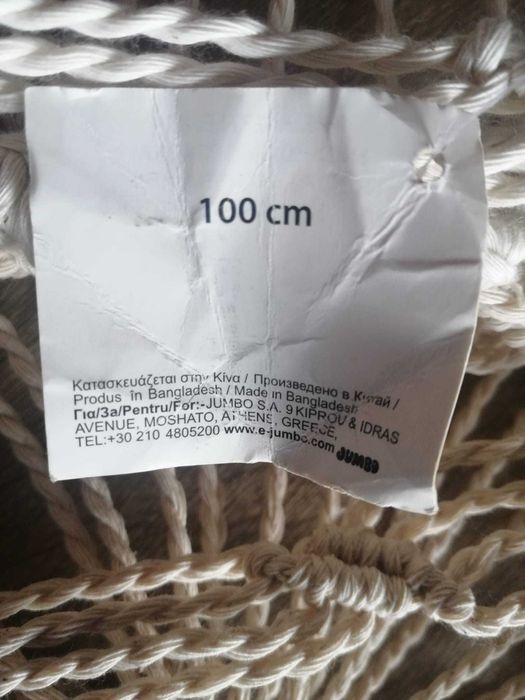 100 cm
Κατασκευάζεται στην Κίνα / Произведено в Китай /
Produs în Bangladesh / Made in Bangladesh
Για/За/Pentru/For:-JUMBO S.A. 9 KIPROU & IDRAS
AVENUE, MOSHATO, ATHENS, GREECE,
TEL:+30 210 4805200 www.e-jumbo.com JUMBO